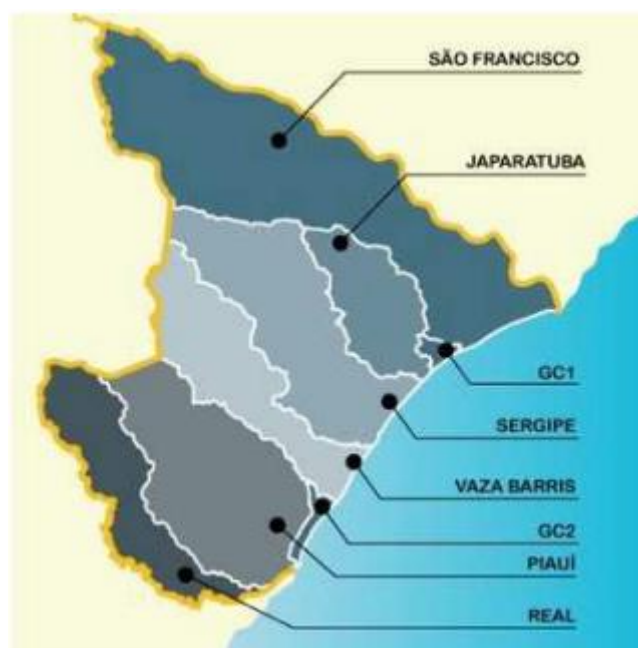 SÃO FRANCISCO
JAPARATUBA
GC1
SERGIPE
VAZA BARRIS
GC2
PIAUÍ
REAL